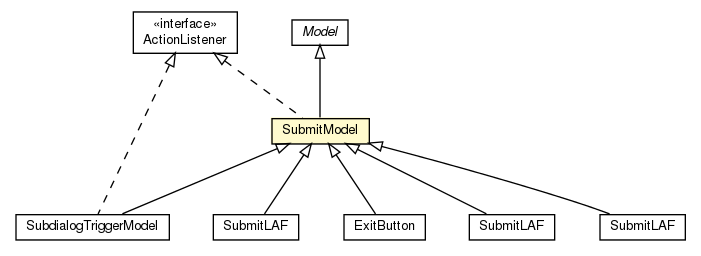 «interface»
ActionListener
Model
SubmitModel
SubdialogTriggerModel
SubmitLAF
ExitButton
SubmitLAF
SubmitLAF